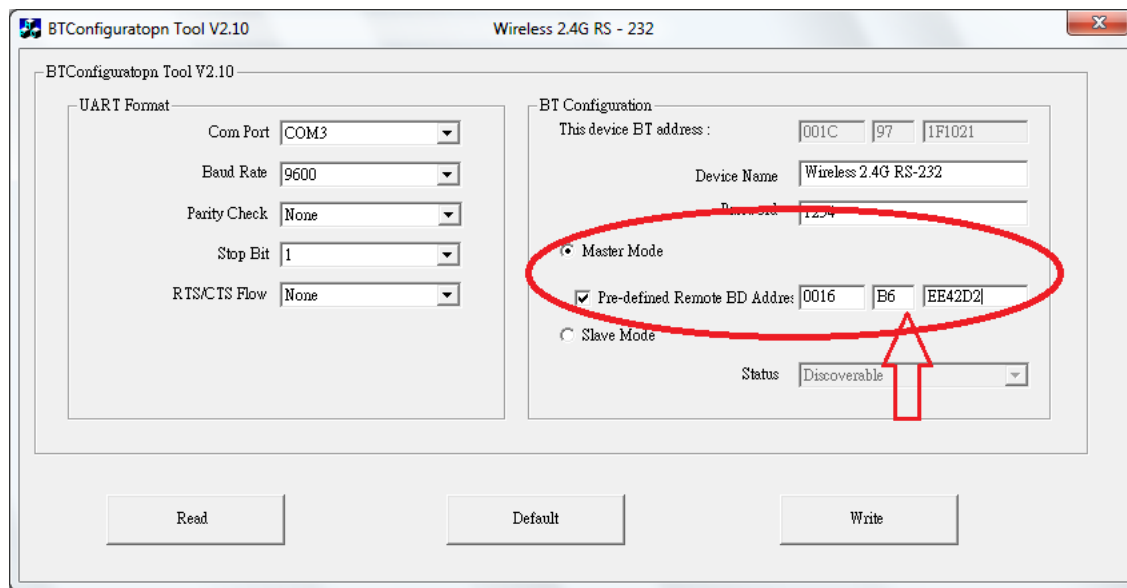 BTConfiguratopn Tool V2.10 Wireless 2.4G RS - 232
BTConfiguratopn Tool V2.10
UART Format
Com Port COM3
Baud Rate 9600
Parity Check None
Stop Bit 1
RTS/CTS Flow None
BT Configuration
This device BT address : 001C 97 1F1021
Device Name Wireless 2.4G RS-232
Password 1234
Master Mode
Pre-defined Remote BD Addres 0016 B6 EE42D2
Slave Mode
Status Discoverable
Read Default Write